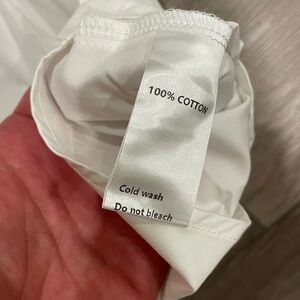 100% COTTON
Cold wash
Do not bleach